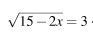 √(15 − 2x) = 3 ·